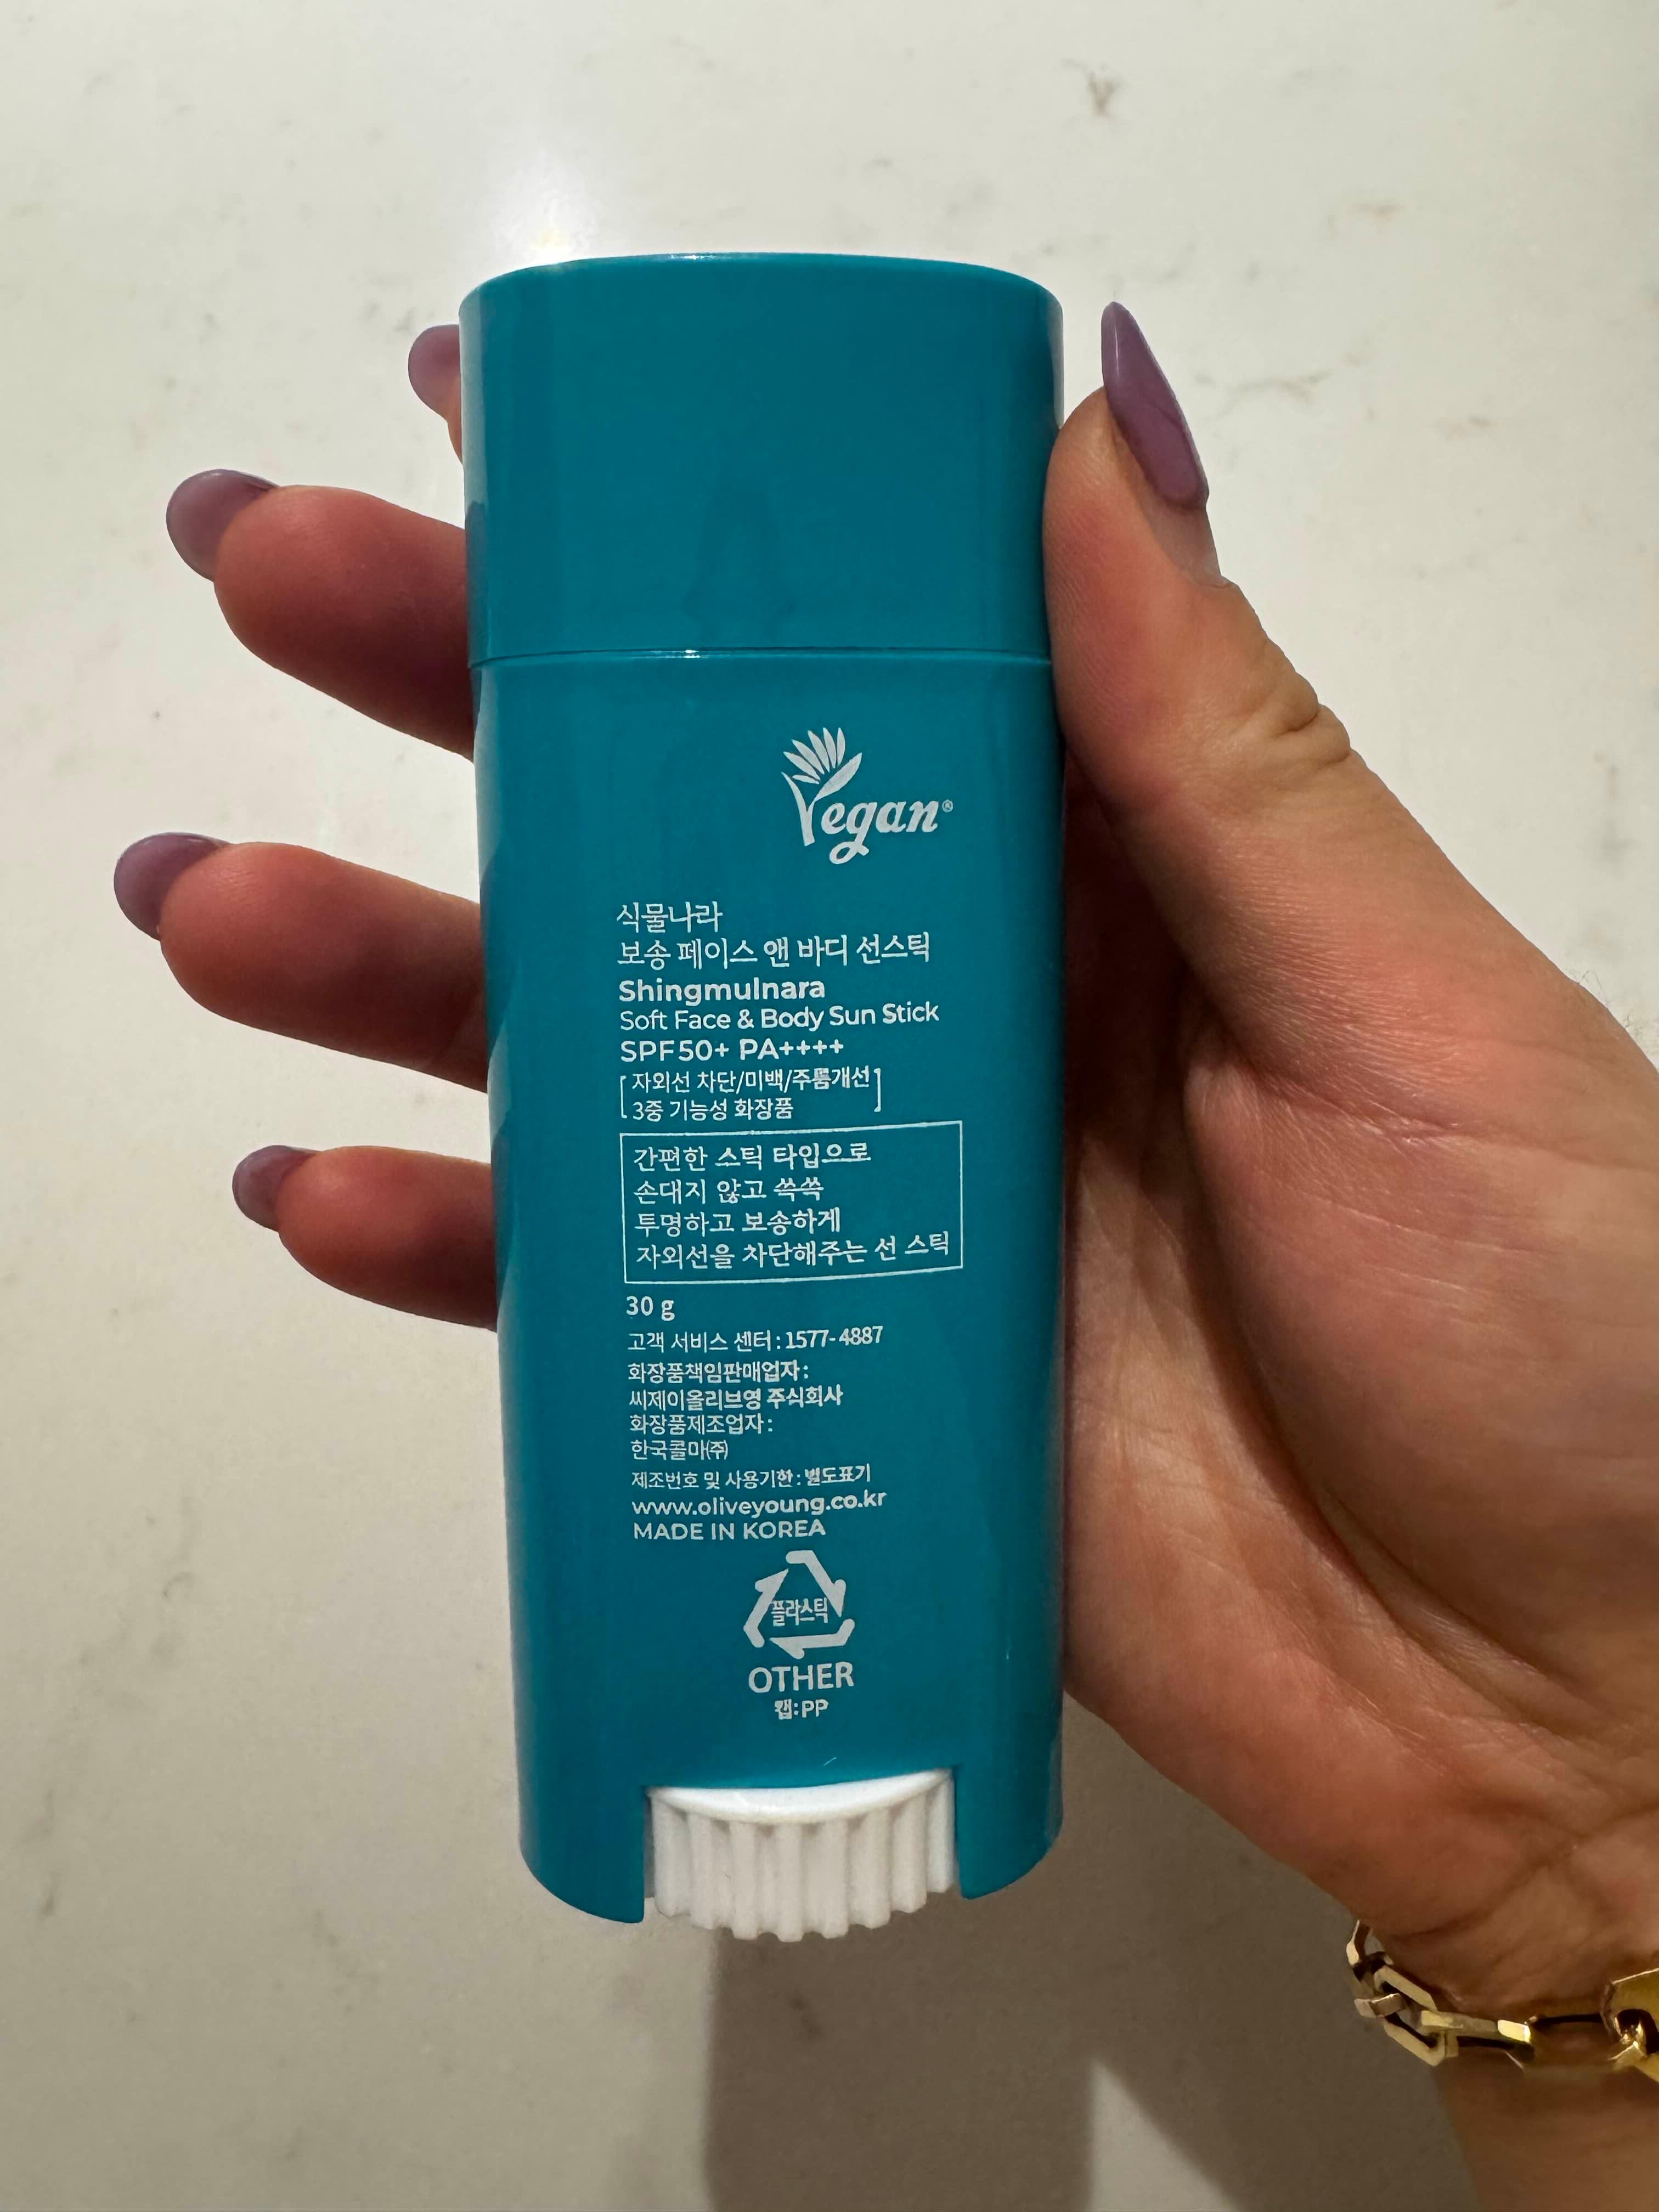 Vegan®
식물나라
보송 페이스 앤 바디 선스틱
Shingmulnara
Soft Face & Body Sun Stick
SPF50+ PA++++
[자외선 차단/미백/주름개선
3중 기능성 화장품]
간편한 스틱 타입으로
손대지 않고 쓱쓱
투명하고 보송하게
자외선을 차단해주는 선 스틱
30 g
고객 서비스 센터 : 1577-4887
화장품책임판매업자 :
씨제이올리브영 주식회사
화장품제조업자 :
한국콜마㈜
제조번호 및 사용기한 : 별도표기
www.oliveyoung.co.kr
MADE IN KOREA
플라스틱
OTHER
캡:PP